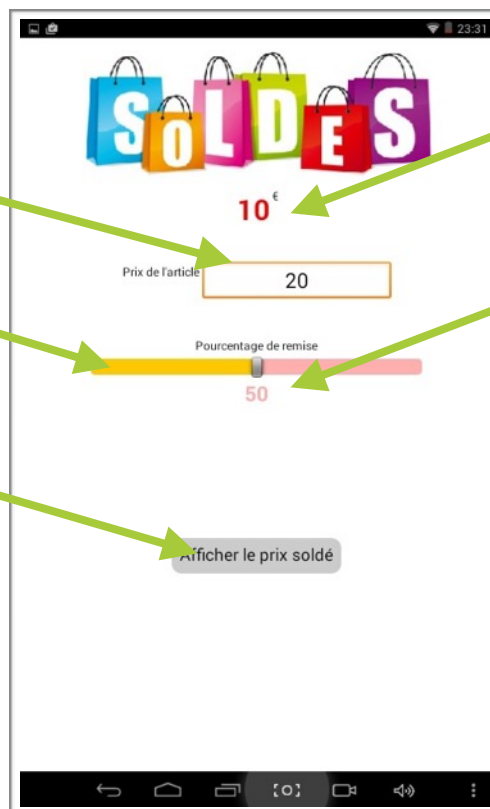 23:31
SOLDES
10 €
Prix de l'article
20
Pourcentage de remise
50
Afficher le prix soldé